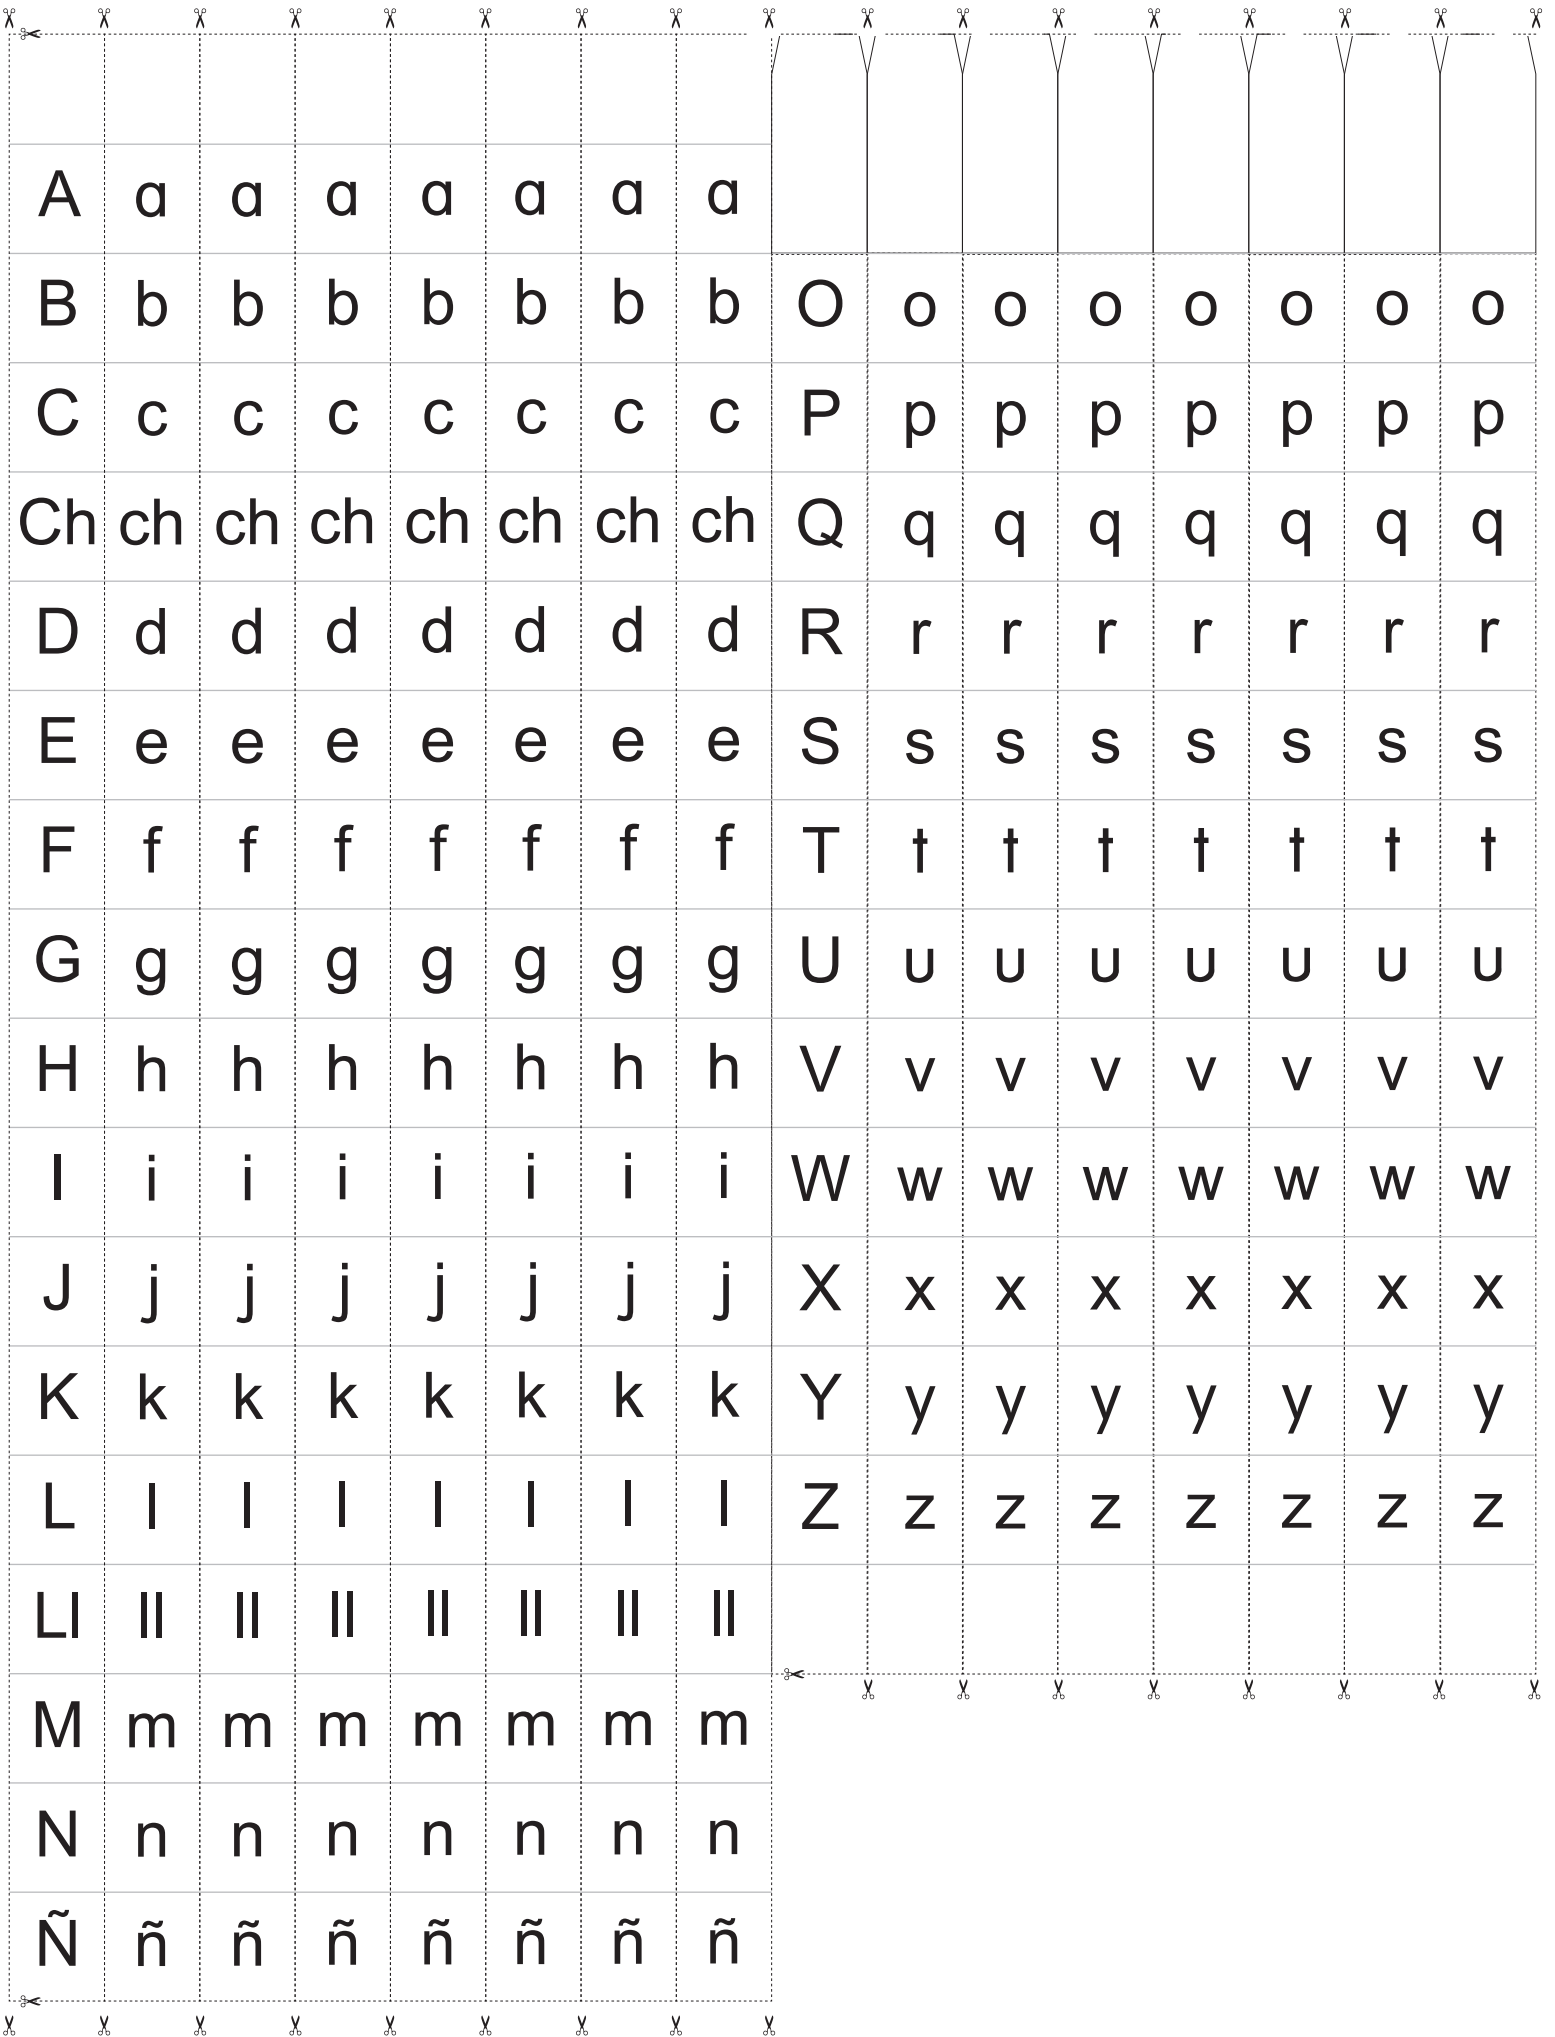 A a a a a a a a
B b b b b b b b
C c c c c c c c
Ch ch ch ch ch ch ch ch
D d d d d d d d
E e e e e e e e
F f f f f f f f
G g g g g g g g
H h h h h h h h
I i i i i i i i
J j j j j j j j
K k k k k k k k
L l l l l l l l
Ll ll ll ll ll ll ll ll
M m m m m m m m
N n n n n n n n
Ñ ñ ñ ñ ñ ñ ñ ñ
O o o o o o o o
P p p p p p p p
Q q q q q q q q
R r r r r r r r
S s s s s s s s
T t t t t t t t
U u u u u u u u
V v v v v v v v
W w w w w w w w
X x x x x x x x
Y y y y y y y y
Z z z z z z z z